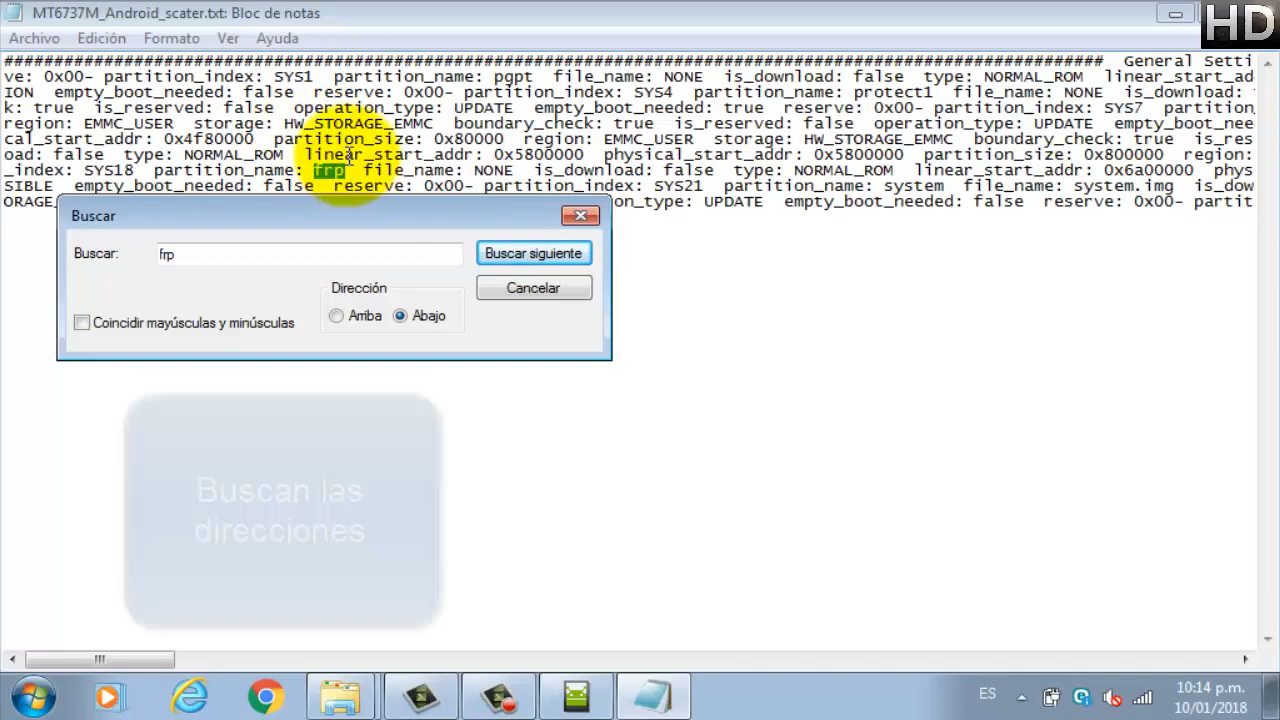 MT6737M_Android_scater.txt: Bloc de notas
HD
Archivo Edición Formato Ver Ayuda
############################################################################################################## General Setti
ve: 0x00- partition_index: SYS1 partition_name: pgpt file_name: NONE is_download: false type: NORMAL_ROM linear_start_ad
ION empty_boot_needed: false reserve: 0x00- partition_index: SYS4 partition_name: protect1 file_name: NONE is_download:
k: true is_reserved: false operation_type: UPDATE empty_boot_needed: true reserve: 0x00- partition_index: SYS7 partition
region: EMMC_USER storage: HW_STORAGE_EMMC boundary_check: true is_reserved: false operation_type: UPDATE empty_boot_nee
cal_start_addr: 0x4f80000 partition_size: 0x80000 region: EMMC_USER storage: HW_STORAGE_EMMC boundary_check: true is_res
oad: false type: NORMAL_ROM linear_start_addr: 0x5800000 physical_start_addr: 0x5800000 region:
_index: SYS18 partition_name: frp file_name: NONE is_download: false type: NORMAL_ROM linear_start_addr: 0x6a00000 phys
SIBLE empty_boot_needed: false reserve: 0x00- partition_index: SYS21 partition_name: system file_name: system.img is_dow
ORAGE_
on_type: UPDATE empty_boot_needed: false reserve: 0x00- partit
Buscar
Buscar: frp Buscar siguiente
Dirección Cancelar
Arriba Abajo
Coincidir mayúsculas y minúsculas
Buscan las
direcciones
ES
10:14 p.m.
10/01/2018